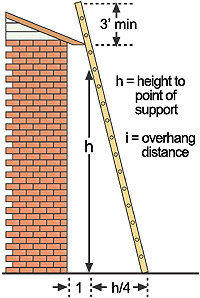 3' min
h = height to
point of
support
i = overhang
distance
h
1
h/4